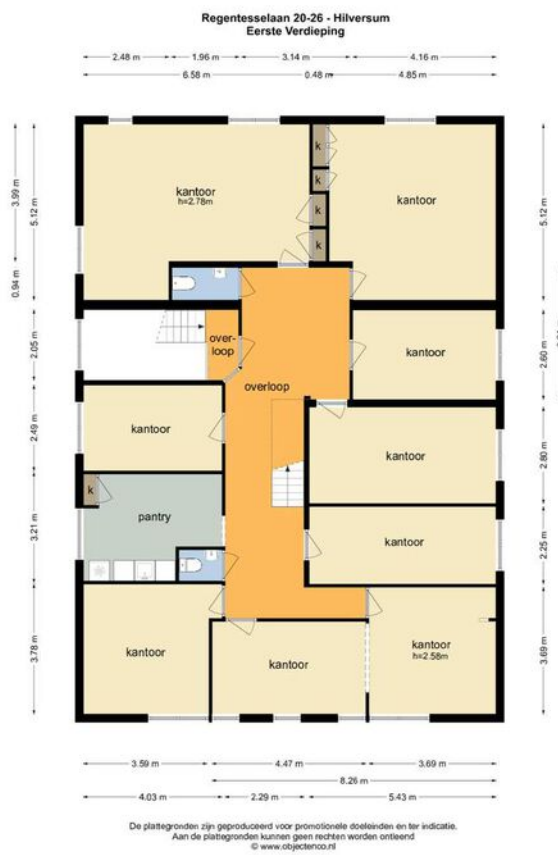 Regentesselaan 20-26 - Hilversum
Eerste Verdieping
2.48 m
1.96 m
3.14 m
4.16 m
6.58 m
0.48 m
4.85 m
3.99 m
0.94 m
5.12 m
2.05 m
2.49 m
3.21 m
3.78 m
kantoor
h=2.78m
k
k
k
k
kantoor
over-
loop
overloop
kantoor
kantoor
kantoor
k
pantry
kantoor
kantoor
kantoor
kantoor
h=2.58m
5.12 m
2.60 m
2.80 m
2.25 m
3.69 m
3.59 m
4.47 m
3.69 m
8.26 m
4.03 m
2.29 m
5.43 m
De plattegronden zijn geproduceerd voor promotionele doeleinden en ter indicatie.
Aan de plattegronden kunnen geen rechten worden ontleend
© www.objectenco.nl